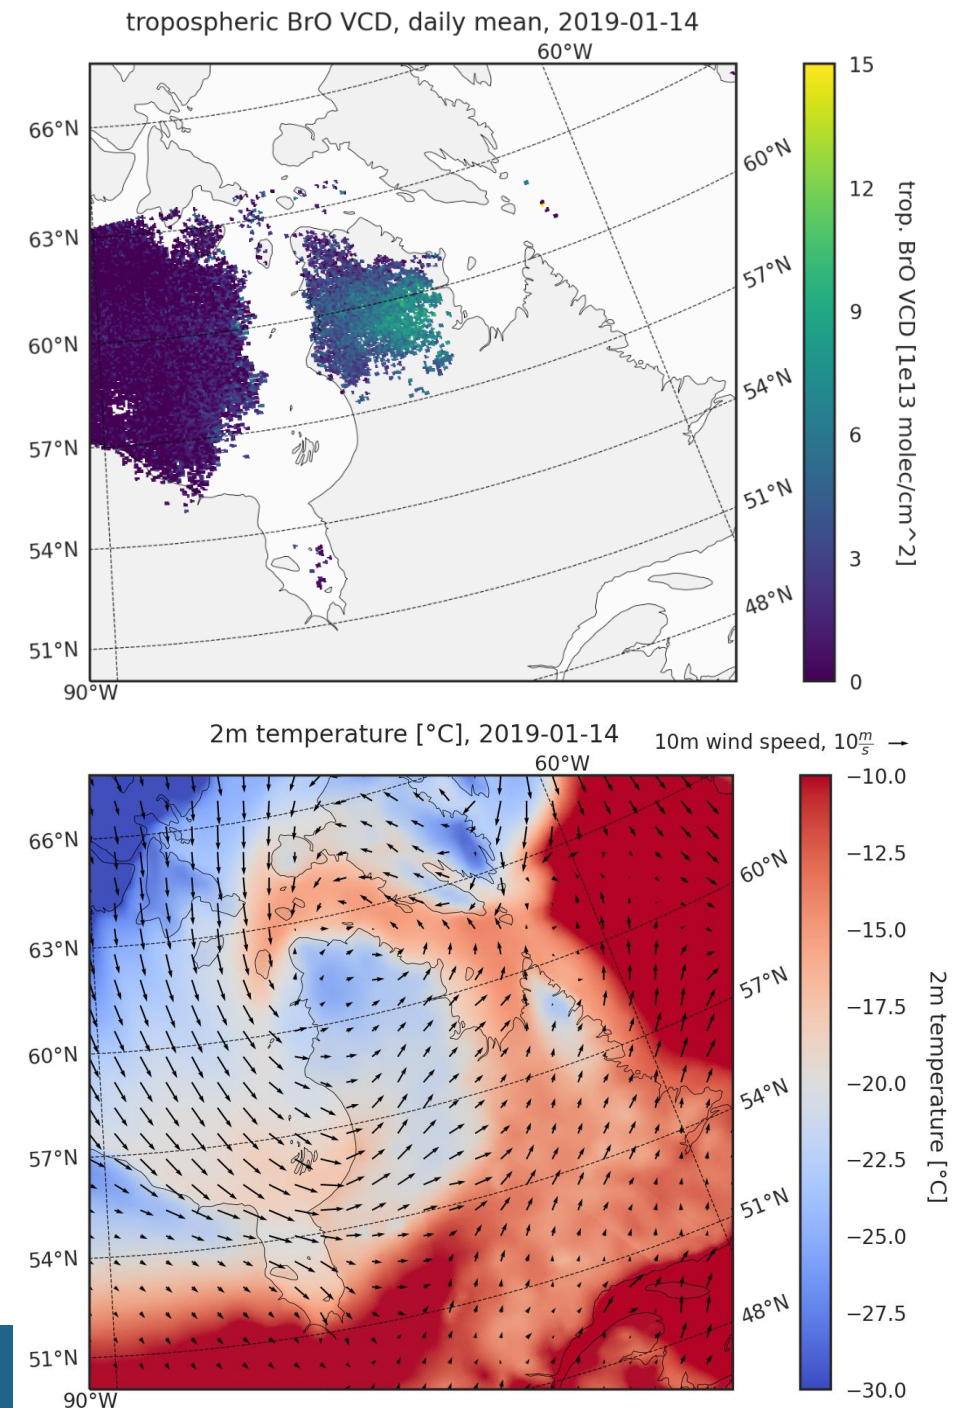 tropospheric BrO VCD, daily mean, 2019-01-14
60°W
66°N
63°N
60°N
57°N
54°N
51°N
90°W
60°N
57°N
54°N
51°N
48°N
15
12
9
6
3
0
trop. BrO VCD [1e13 molec/cm^2]
2m temperature [°C], 2019-01-14
10m wind speed, 10 m/s
60°W
66°N
63°N
60°N
57°N
54°N
51°N
90°W
60°N
57°N
54°N
51°N
48°N
−10.0
−12.5
−15.0
−17.5
−20.0
−22.5
−25.0
−27.5
−30.0
2m temperature [°C]